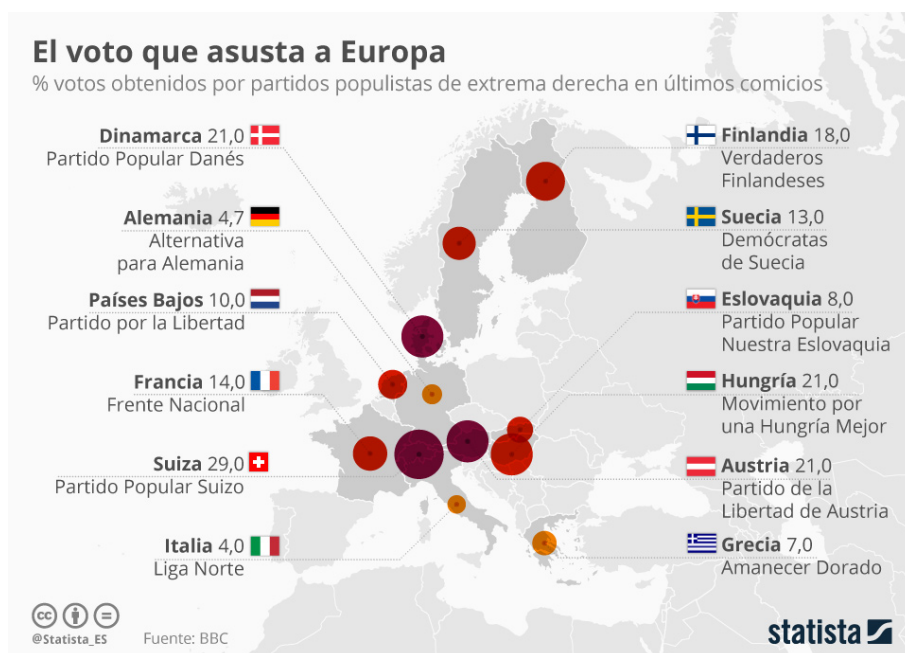 El voto que asusta a Europa
% votos obtenidos por partidos populistas de extrema derecha en últimos comicios
Dinamarca 21,0
Partido Popular Danés
Alemania 4,7
Alternativa
para Alemania
Países Bajos 10,0
Partido por la Libertad
Francia 14,0
Frente Nacional
Suiza 29,0
Partido Popular Suizo
Italia 4,0
Liga Norte
Finlandia 18,0
Verdaderos
Finlandeses
Suecia 13,0
Demócratas
de Suecia
Eslovaquia 8,0
Partido Popular
Nuestra Eslovaquia
Hungría 21,0
Movimiento por
una Hungría Mejor
Austria 21,0
Partido de la
Libertad de Austria
Grecia 7,0
Amanecer Dorado
cc
@Statista_ES
Fuente: BBC
statista